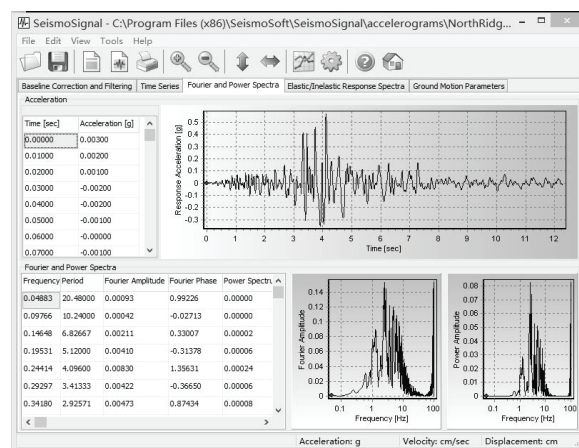 SeismoSignal - C:\Program Files (x86)\SeismoSoft\SeismoSignal\accelerograms\NorthRidg...
File Edit View Tools Help
Baseline Correction and Filtering Time Series Fourier and Power Spectra Elastic/Inelastic Response Spectra Ground Motion Parameters
Acceleration
Time [sec] Acceleration [g]
0.00000 0.00300
0.01000 0.00200
0.02000 0.00100
0.03000 -0.00200
0.04000 -0.00200
0.05000 -0.00100
0.06000 -0.00000
0.07000 -0.00100
Response Acceleration [g]
0.5
0.4
0.3
0.2
0.1
0
-0.1
-0.2
-0.3
0 1 2 3 4 5 6 7 8 9 10 11 12
Time [sec]
Fourier and Power Spectra
Frequency Period Fourier Amplitude Fourier Phase Power Spectru
0.04883 20.48000 0.00093 0.99226 0.00000
0.09766 10.24000 0.00042 -0.02713 0.00000
0.14648 6.82667 0.00211 0.33007 0.00002
0.19531 5.12000 0.00410 -0.31378 0.00006
0.24414 4.09600 0.00830 1.35631 0.00024
0.29297 3.41333 0.00422 -0.36650 0.00006
0.34180 2.92571 0.00473 0.87434 0.00008
Fourier Amplitude
0.14
0.12
0.1
0.08
0.06
0.04
0.02
0
0.1 1 10 100
Frequency [Hz]
Power Amplitude
0.08
0.07
0.06
0.05
0.04
0.03
0.02
0.01
0
0.1 1 10 100
Frequency [Hz]
Acceleration: g Velocity: cm/sec Displacement: cm